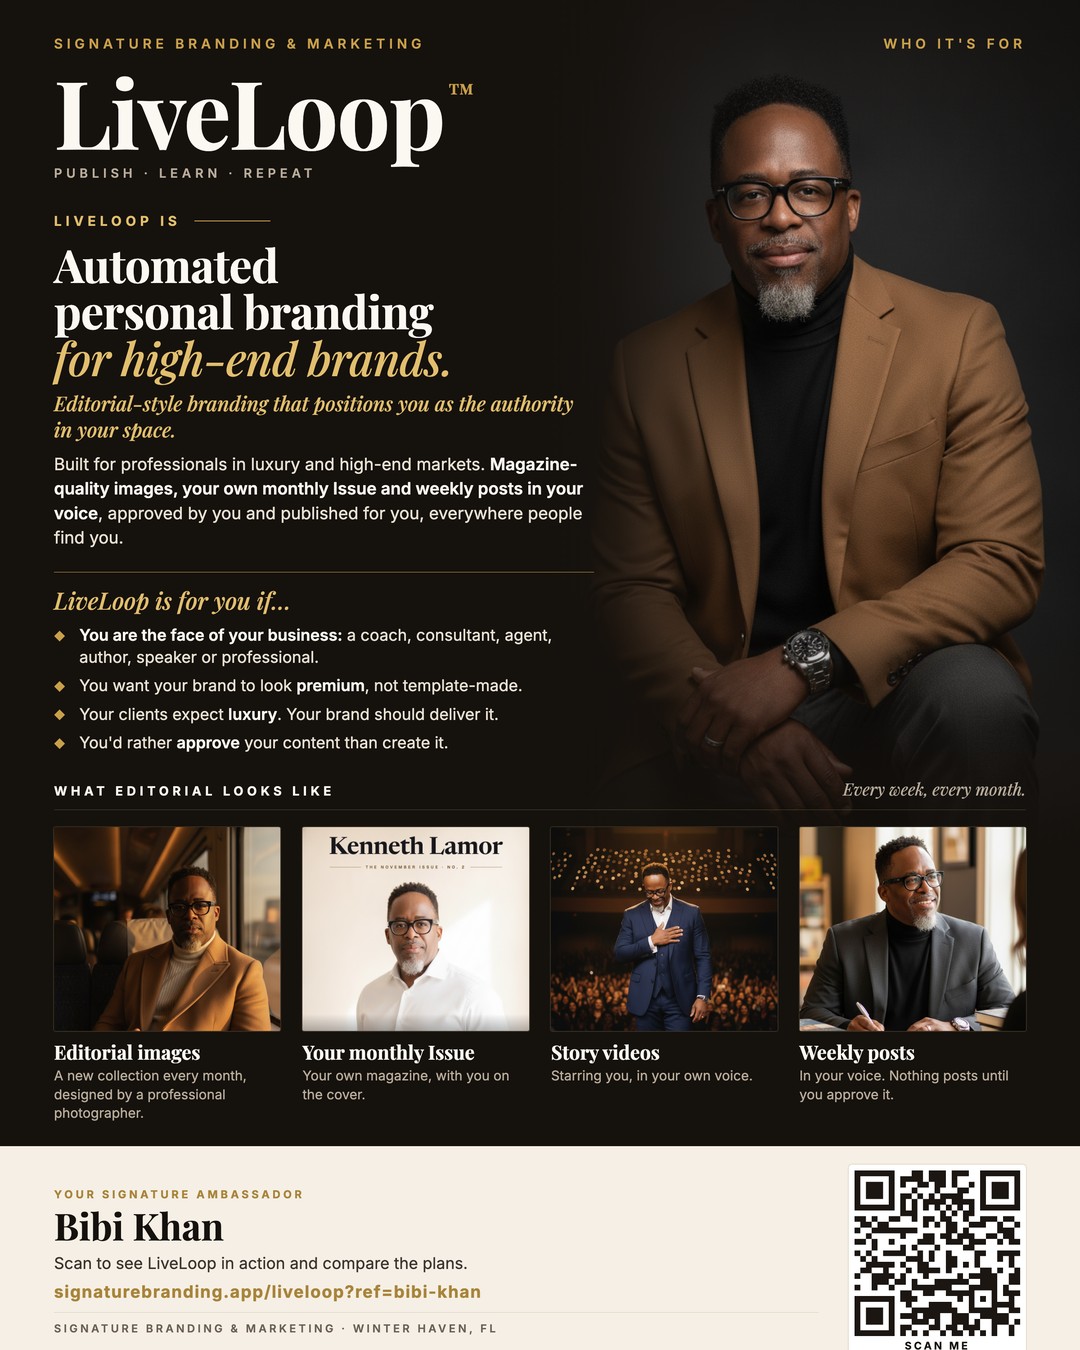 SIGNATURE BRANDING & MARKETING
WHO IT'S FOR
LiveLoop™
PUBLISH · LEARN · REPEAT
LIVELOOP IS
Automated
personal branding
for high-end brands.
Editorial-style branding that positions you as the authority
in your space.
Built for professionals in luxury and high-end markets. Magazine-
quality images, your own monthly Issue and weekly posts in your
voice, approved by you and published for you, everywhere people
find you.
LiveLoop is for you if...
You are the face of your business: a coach, consultant, agent,
author, speaker or professional.
You want your brand to look premium, not template-made.
Your clients expect luxury. Your brand should deliver it.
You'd rather approve your content than create it.
WHAT EDITORIAL LOOKS LIKE
Every week, every month.
Kenneth Lamor
THE NOVEMBER ISSUE · NO. 2
Editorial images
A new collection every month,
designed by a professional
photographer.
Your monthly Issue
Your own magazine, with you on
the cover.
Story videos
Starring you, in your own voice.
Weekly posts
In your voice. Nothing posts until
you approve it.
YOUR SIGNATURE AMBASSADOR
Bibi Khan
Scan to see LiveLoop in action and compare the plans.
signaturebranding.app/liveloop?ref=bibi-khan
SIGNATURE BRANDING & MARKETING · WINTER HAVEN, FL
SCAN ME